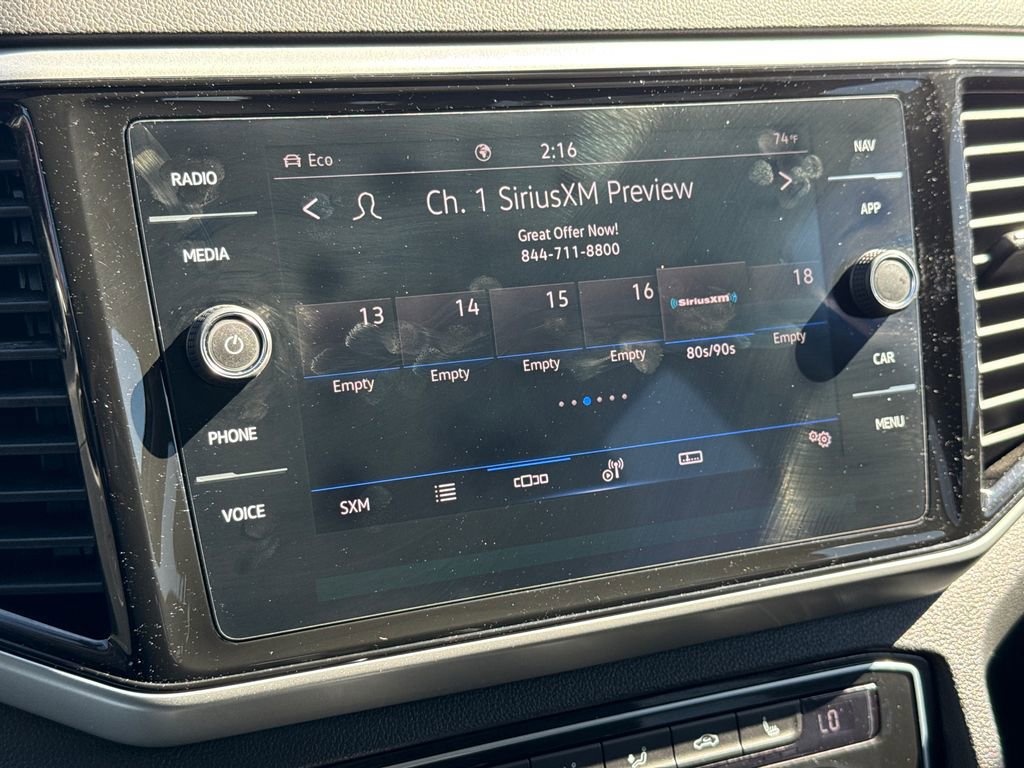 Eco
2:16
74°F
RADIO
NAV
Ch. 1 SiriusXM Preview
MEDIA
APP
Great Offer Now!
844-711-8800
13
14
15
16
((SiriusXm))
18
Empty
Empty
Empty
Empty
80s/90s
Empty
CAR
PHONE
MENU
VOICE
SXM
LO